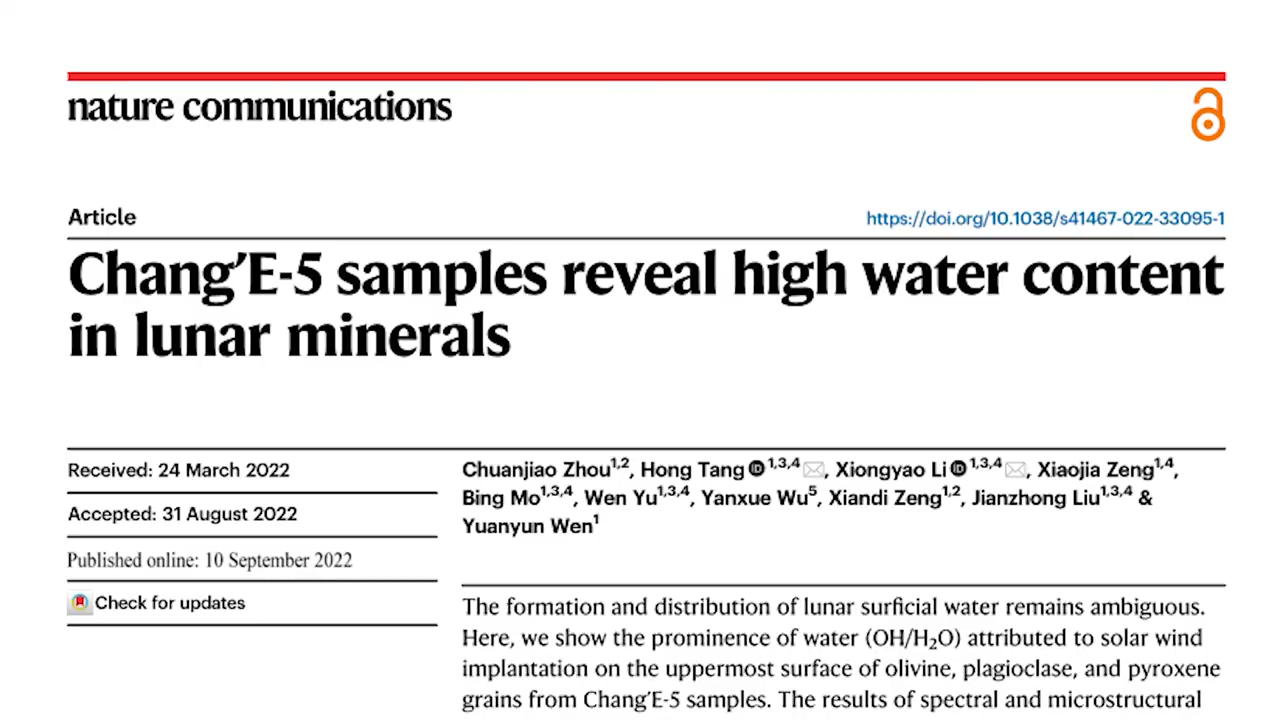 nature communications
Article
https://doi.org/10.1038/s41467-022-33095-1
Chang’E-5 samples reveal high water content
in lunar minerals
Received: 24 March 2022
Accepted: 31 August 2022
Published online: 10 September 2022
Check for updates
Chuanjiao Zhou1,2, Hong Tang 1,3,4, Xiongyao Li 1,3,4, Xiaojia Zeng1,4,
Bing Mo1,3,4, Wen Yu1,3,4, Yanxue Wu5, Xiandi Zeng1,2, Jianzhong Liu1,3,4 &
Yuanyun Wen1
The formation and distribution of lunar surficial water remains ambiguous.
Here, we show the prominence of water (OH/H2O) attributed to solar wind
implantation on the uppermost surface of olivine, plagioclase, and pyroxene
grains from Chang’E-5 samples. The results of spectral and microstructural